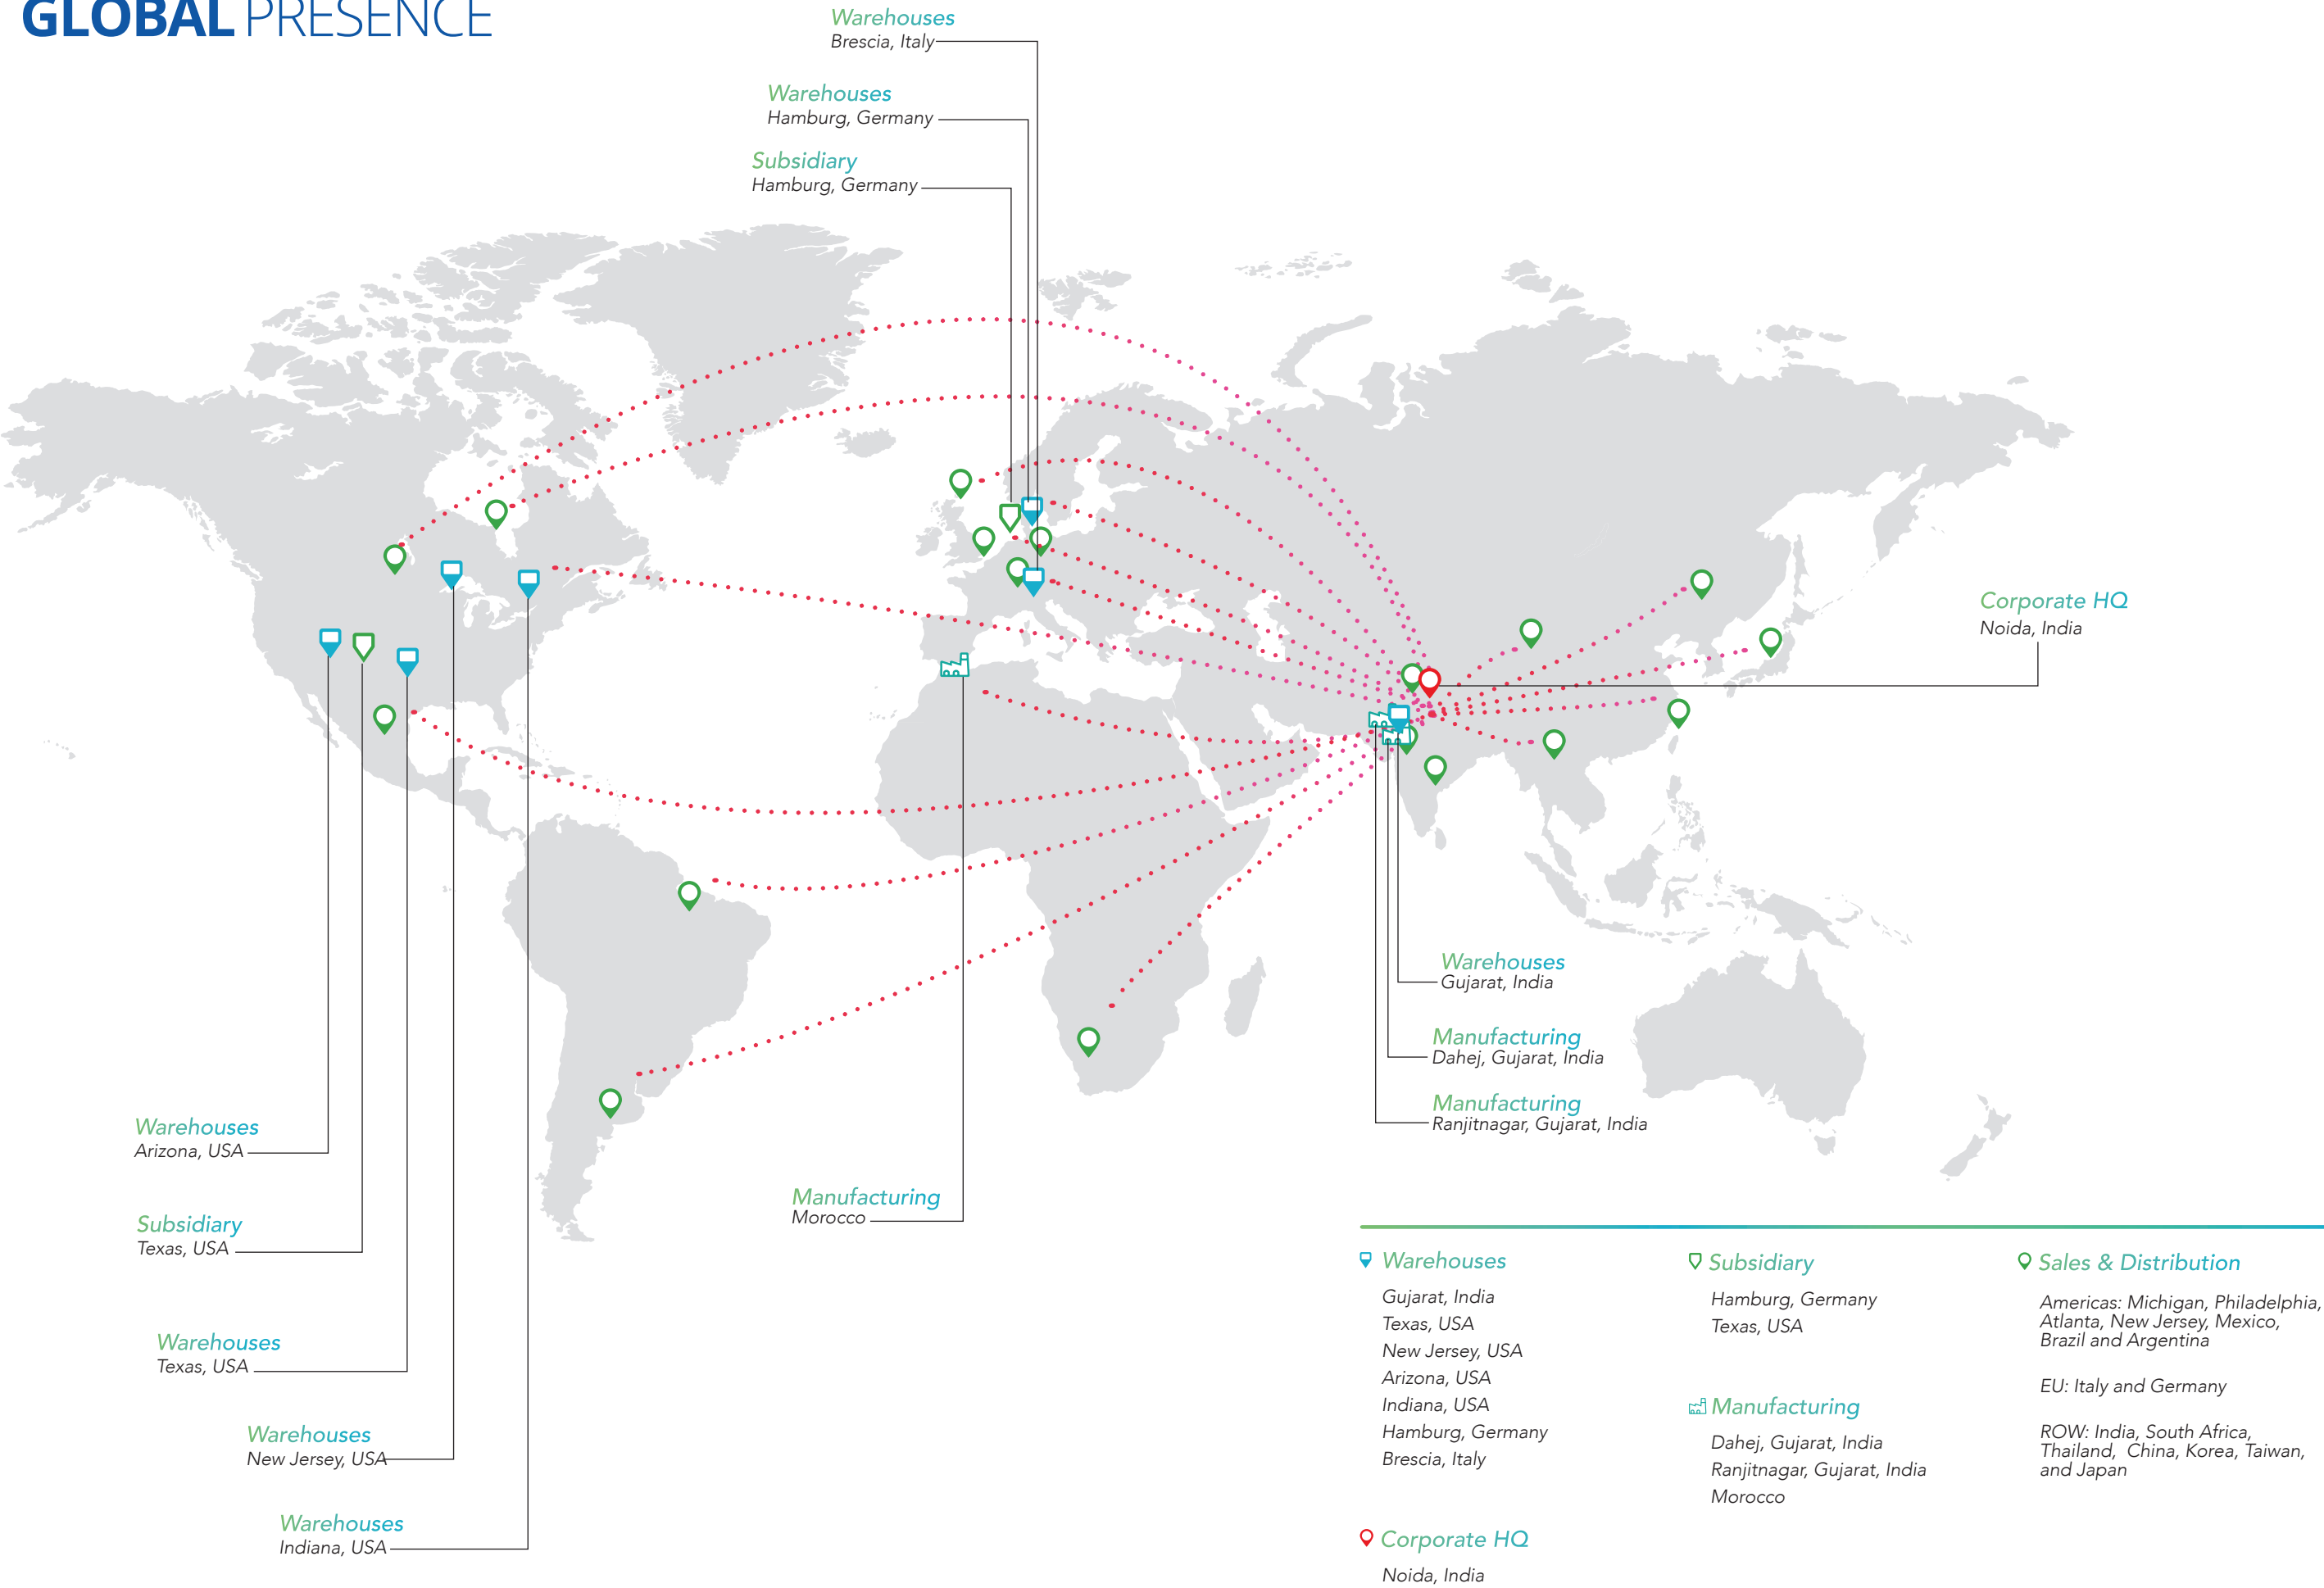 GLOBAL PRESENCE
Warehouses
Brescia, Italy
Warehouses
Hamburg, Germany
Subsidiary
Hamburg, Germany
Corporate HQ
Noida, India
Warehouses
Gujarat, India
Manufacturing
Dahej, Gujarat, India
Manufacturing
Ranjitnagar, Gujarat, India
Warehouses
Arizona, USA
Subsidiary
Texas, USA
Warehouses
Texas, USA
Warehouses
New Jersey, USA
Warehouses
Indiana, USA
Manufacturing
Morocco
Warehouses
Gujarat, India
Texas, USA
New Jersey, USA
Arizona, USA
Indiana, USA
Hamburg, Germany
Brescia, Italy
Corporate HQ
Noida, India
Subsidiary
Hamburg, Germany
Texas, USA
Manufacturing
Dahej, Gujarat, India
Ranjitnagar, Gujarat, India
Morocco
Sales & Distribution
Americas: Michigan, Philadelphia,
Atlanta, New Jersey, Mexico,
Brazil and Argentina
EU: Italy and Germany
ROW: India, South Africa,
Thailand, China, Korea, Taiwan,
and Japan